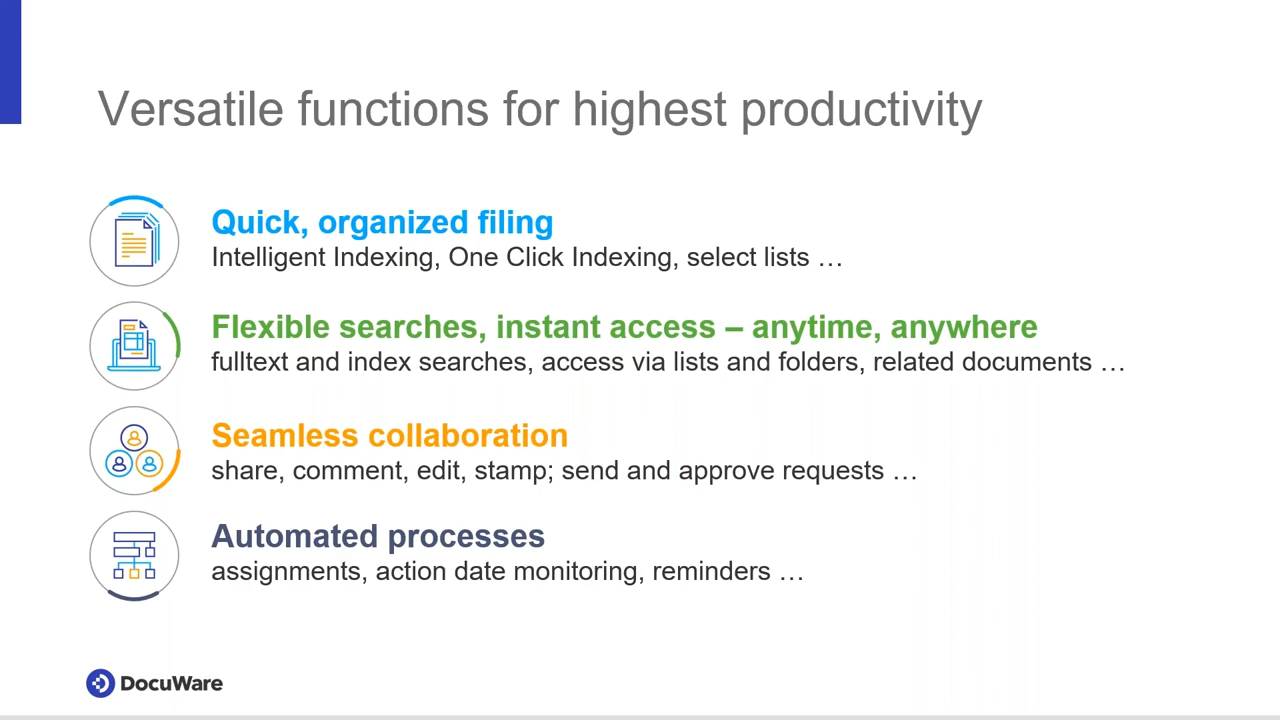 Versatile functions for highest productivity
Quick, organized filing
Intelligent Indexing, One Click Indexing, select lists …
Flexible searches, instant access – anytime, anywhere
fulltext and index searches, access via lists and folders, related documents …
Seamless collaboration
share, comment, edit, stamp; send and approve requests …
Automated processes
assignments, action date monitoring, reminders …
DocuWare